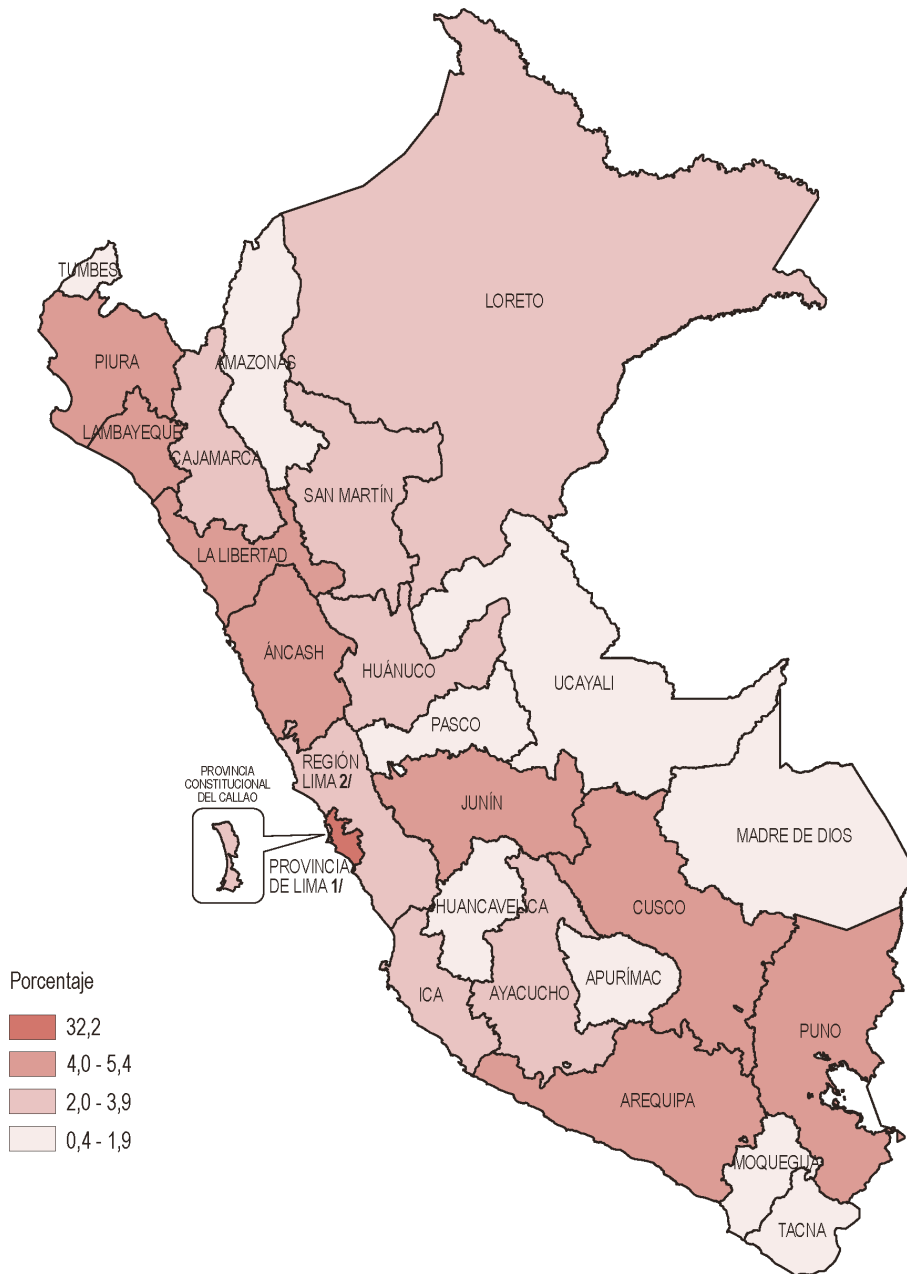 TUMBES
LORETO
PIURA
AMAZONAS
LAMBAYEQUE
CAJAMARCA
SAN MARTÍN
LA LIBERTAD
ÁNCASH
HUÁNUCO
UCAYALI
PASCO
REGIÓN
LIMA 2/
PROVINCIA
CONSTITUCIONAL
DEL CALLAO
JUNÍN
MADRE DE DIOS
PROVINCIA
DE LIMA 1/
HUANCAVELICA
CUSCO
ICA
AYACUCHO
APURÍMAC
PUNO
AREQUIPA
MOQUEGUA
TACNA
Porcentaje
32,2
4,0 - 5,4
2,0 - 3,9
0,4 - 1,9